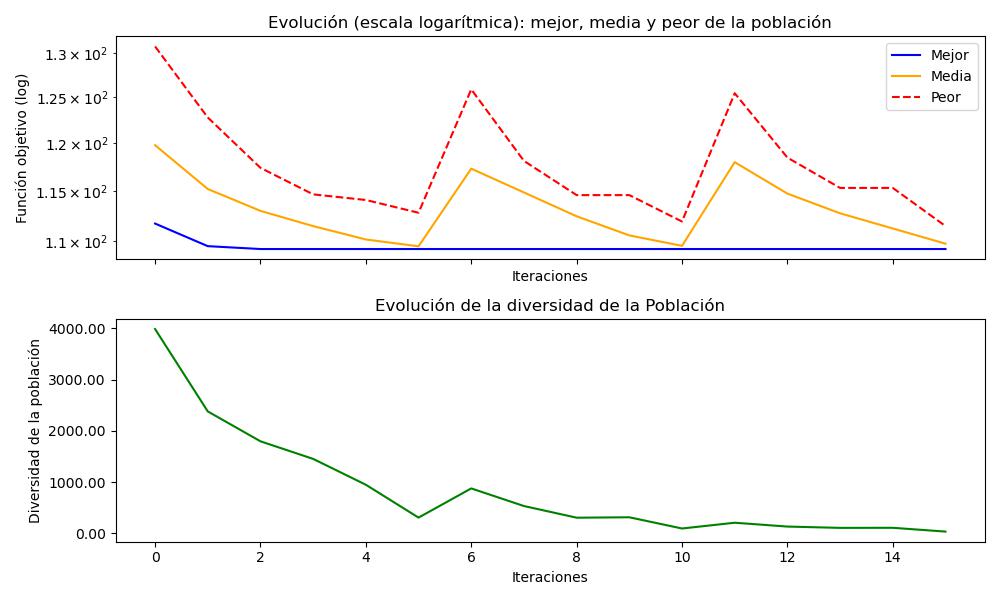 Evolución (escala logarítmica): mejor, media y peor de la población
Función objetivo (log)
1.3 × 10²
1.25 × 10²
1.2 × 10²
1.15 × 10²
1.1 × 10²
Mejor
Media
Peor
Iteraciones
Evolución de la diversidad de la Población
Diversidad de la población
4000.00
3000.00
2000.00
1000.00
0.00
0 2 4 6 8 10 12 14
Iteraciones